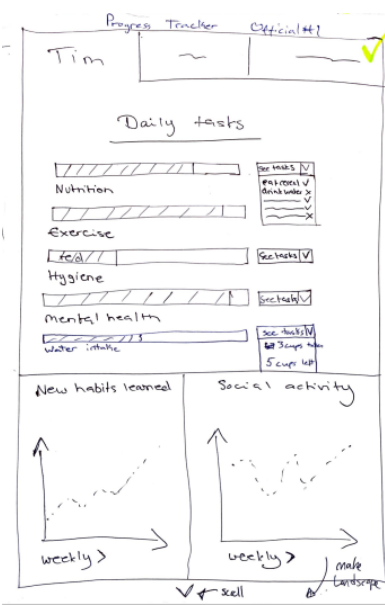 Progress Tracker Official #1
Tim
Daily tasks
see tasks
eat cereal
drink water x
Nutrition
Exercise
See tasks
Hygiene
See tasks
Mental health
see tasks
3 cups
5 cups left
Water intake
New habits learned
Social activity
weekly >
weekly >
make
landscape